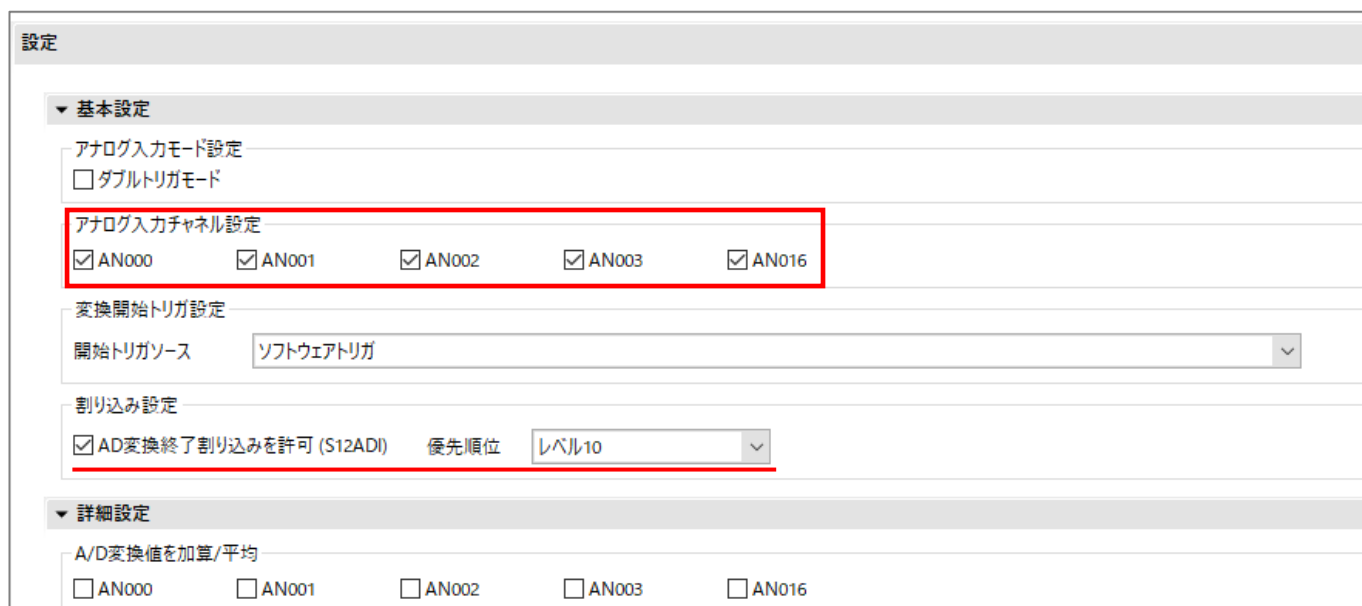 設定
基本設定
アナログ入力モード設定
ダブルトリガモード
アナログ入力チャネル設定
AN000 AN001 AN002 AN003 AN016
変換開始トリガ設定
開始トリガソース ソフトウェアトリガ
割り込み設定
AD変換終了割り込みを許可 (S12ADI) 優先順位 レベル10
詳細設定
A/D変換値を加算/平均
AN000 AN001 AN002 AN003 AN016